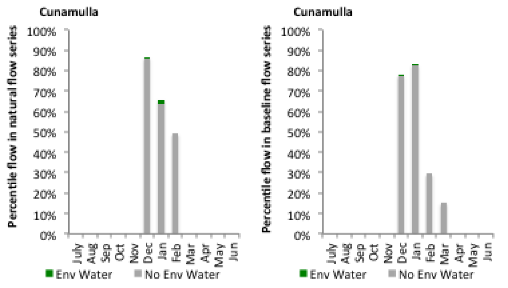 Cunamulla
Percentile flow in natural flow series
100%
90%
80%
70%
60%
50%
40%
30%
20%
10%
0%
July Aug Sep Oct Nov Dec Jan Feb Mar Apr May Jun
Env Water No Env Water
Cunamulla
Percentile flow in baseline flow series
100%
90%
80%
70%
60%
50%
40%
30%
20%
10%
0%
July Aug Sep Oct Nov Dec Jan Feb Mar Apr May Jun
Env Water No Env Water